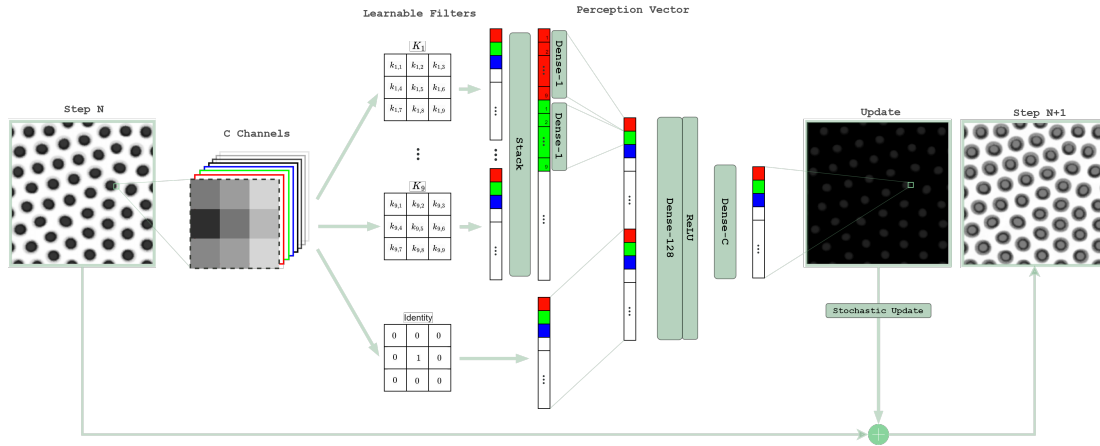 Learnable Filters
Perception Vector
Step N
C Channels
K₁
k₁,₁ k₁,₂ k₁,₃
k₁,₄ k₁,₅ k₁,₆
k₁,₇ k₁,₈ k₁,₉
...
K₉
k₉,₁ k₉,₂ k₉,₃
k₉,₄ k₉,₅ k₉,₆
k₉,₇ k₉,₈ k₉,₉
Identity
0 0 0
0 1 0
0 0 0
...
...
...
Stack
...
...
...
...
Dense-1
Dense-1
...
...
Dense-128
ReLU
Dense-C
...
Update
Stochastic Update
+
Step N+1